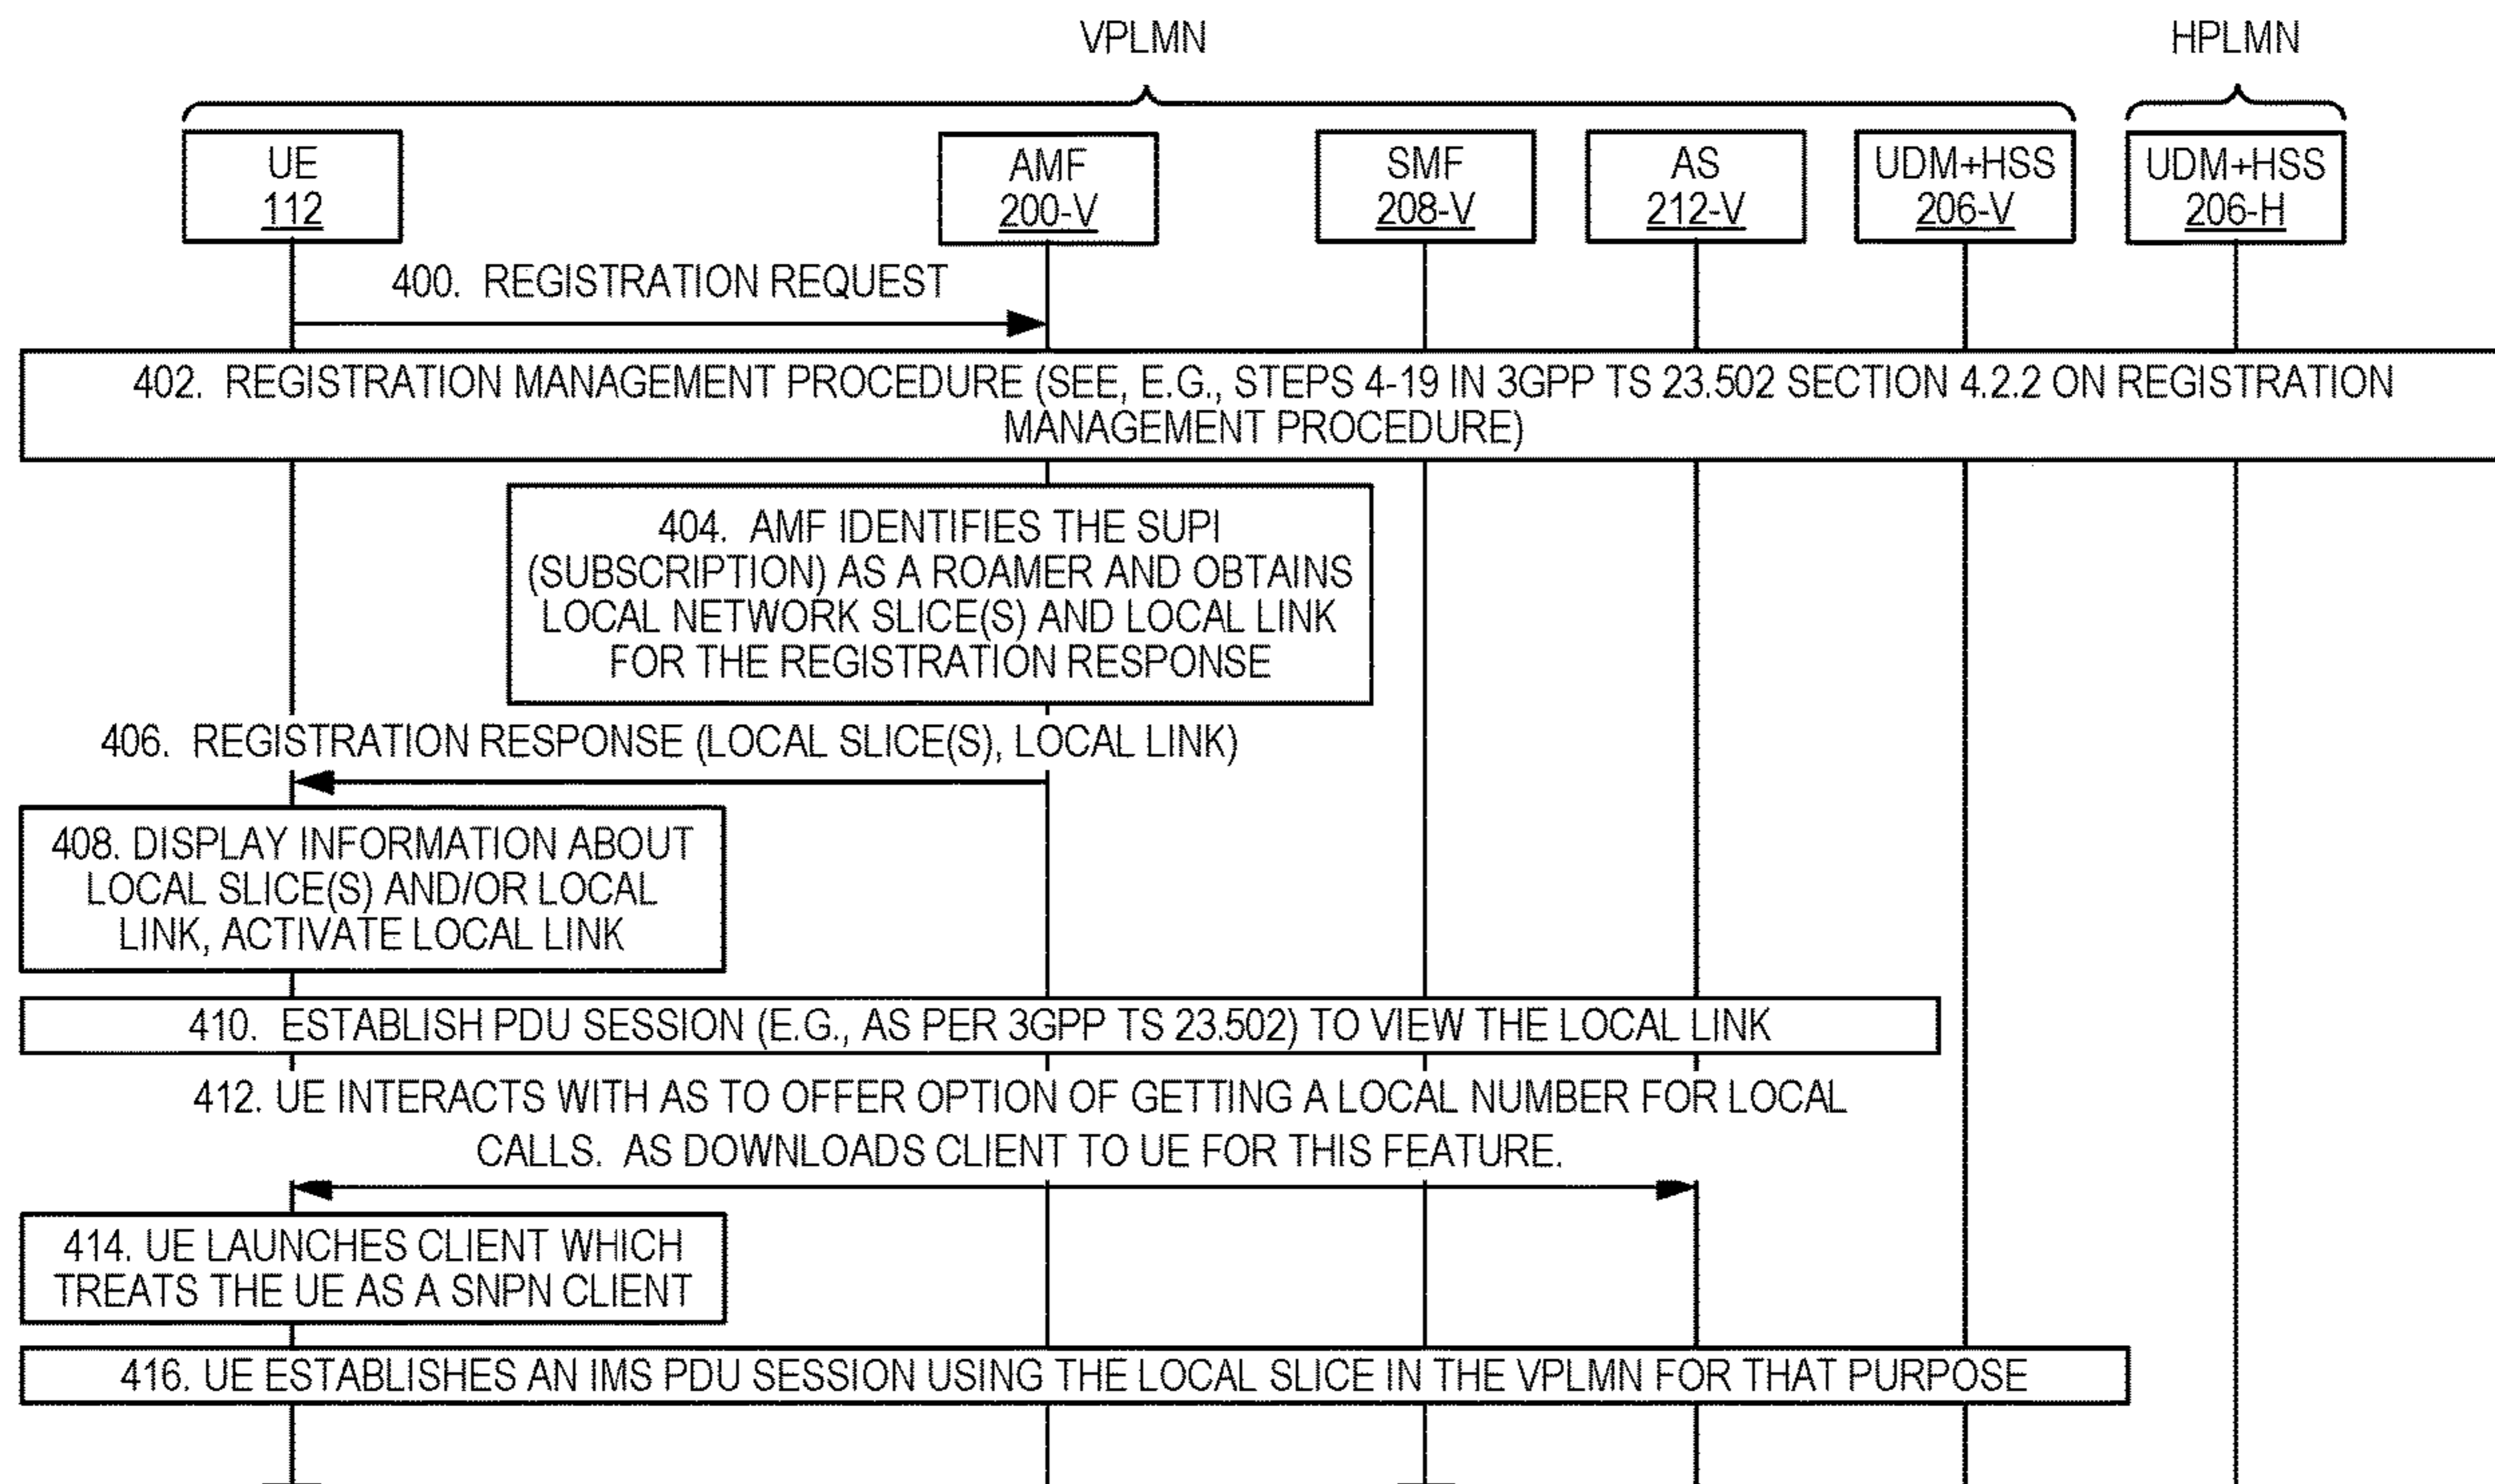 VPLMN
HPLMN
UE
112
AMF
200-V
SMF
208-V
AS
212-V
UDM+HSS
206-V
UDM+HSS
206-H
400. REGISTRATION REQUEST
402. REGISTRATION MANAGEMENT PROCEDURE (SEE, E.G., STEPS 4-19 IN 3GPP TS 23.502 SECTION 4.2.2 ON REGISTRATION
MANAGEMENT PROCEDURE)
404. AMF IDENTIFIES THE SUPI
(SUBSCRIPTION) AS A ROAMER AND OBTAINS
LOCAL NETWORK SLICE(S) AND LOCAL LINK
FOR THE REGISTRATION RESPONSE
406. REGISTRATION RESPONSE (LOCAL SLICE(S), LOCAL LINK)
408. DISPLAY INFORMATION ABOUT
LOCAL SLICE(S) AND/OR LOCAL
LINK, ACTIVATE LOCAL LINK
410. ESTABLISH PDU SESSION (E.G., AS PER 3GPP TS 23.502) TO VIEW THE LOCAL LINK
412. UE INTERACTS WITH AS TO OFFER OPTION OF GETTING A LOCAL NUMBER FOR LOCAL
CALLS. AS DOWNLOADS CLIENT TO UE FOR THIS FEATURE.
414. UE LAUNCHES CLIENT WHICH
TREATS THE UE AS A SNPN CLIENT
416. UE ESTABLISHES AN IMS PDU SESSION USING THE LOCAL SLICE IN THE VPLMN FOR THAT PURPOSE